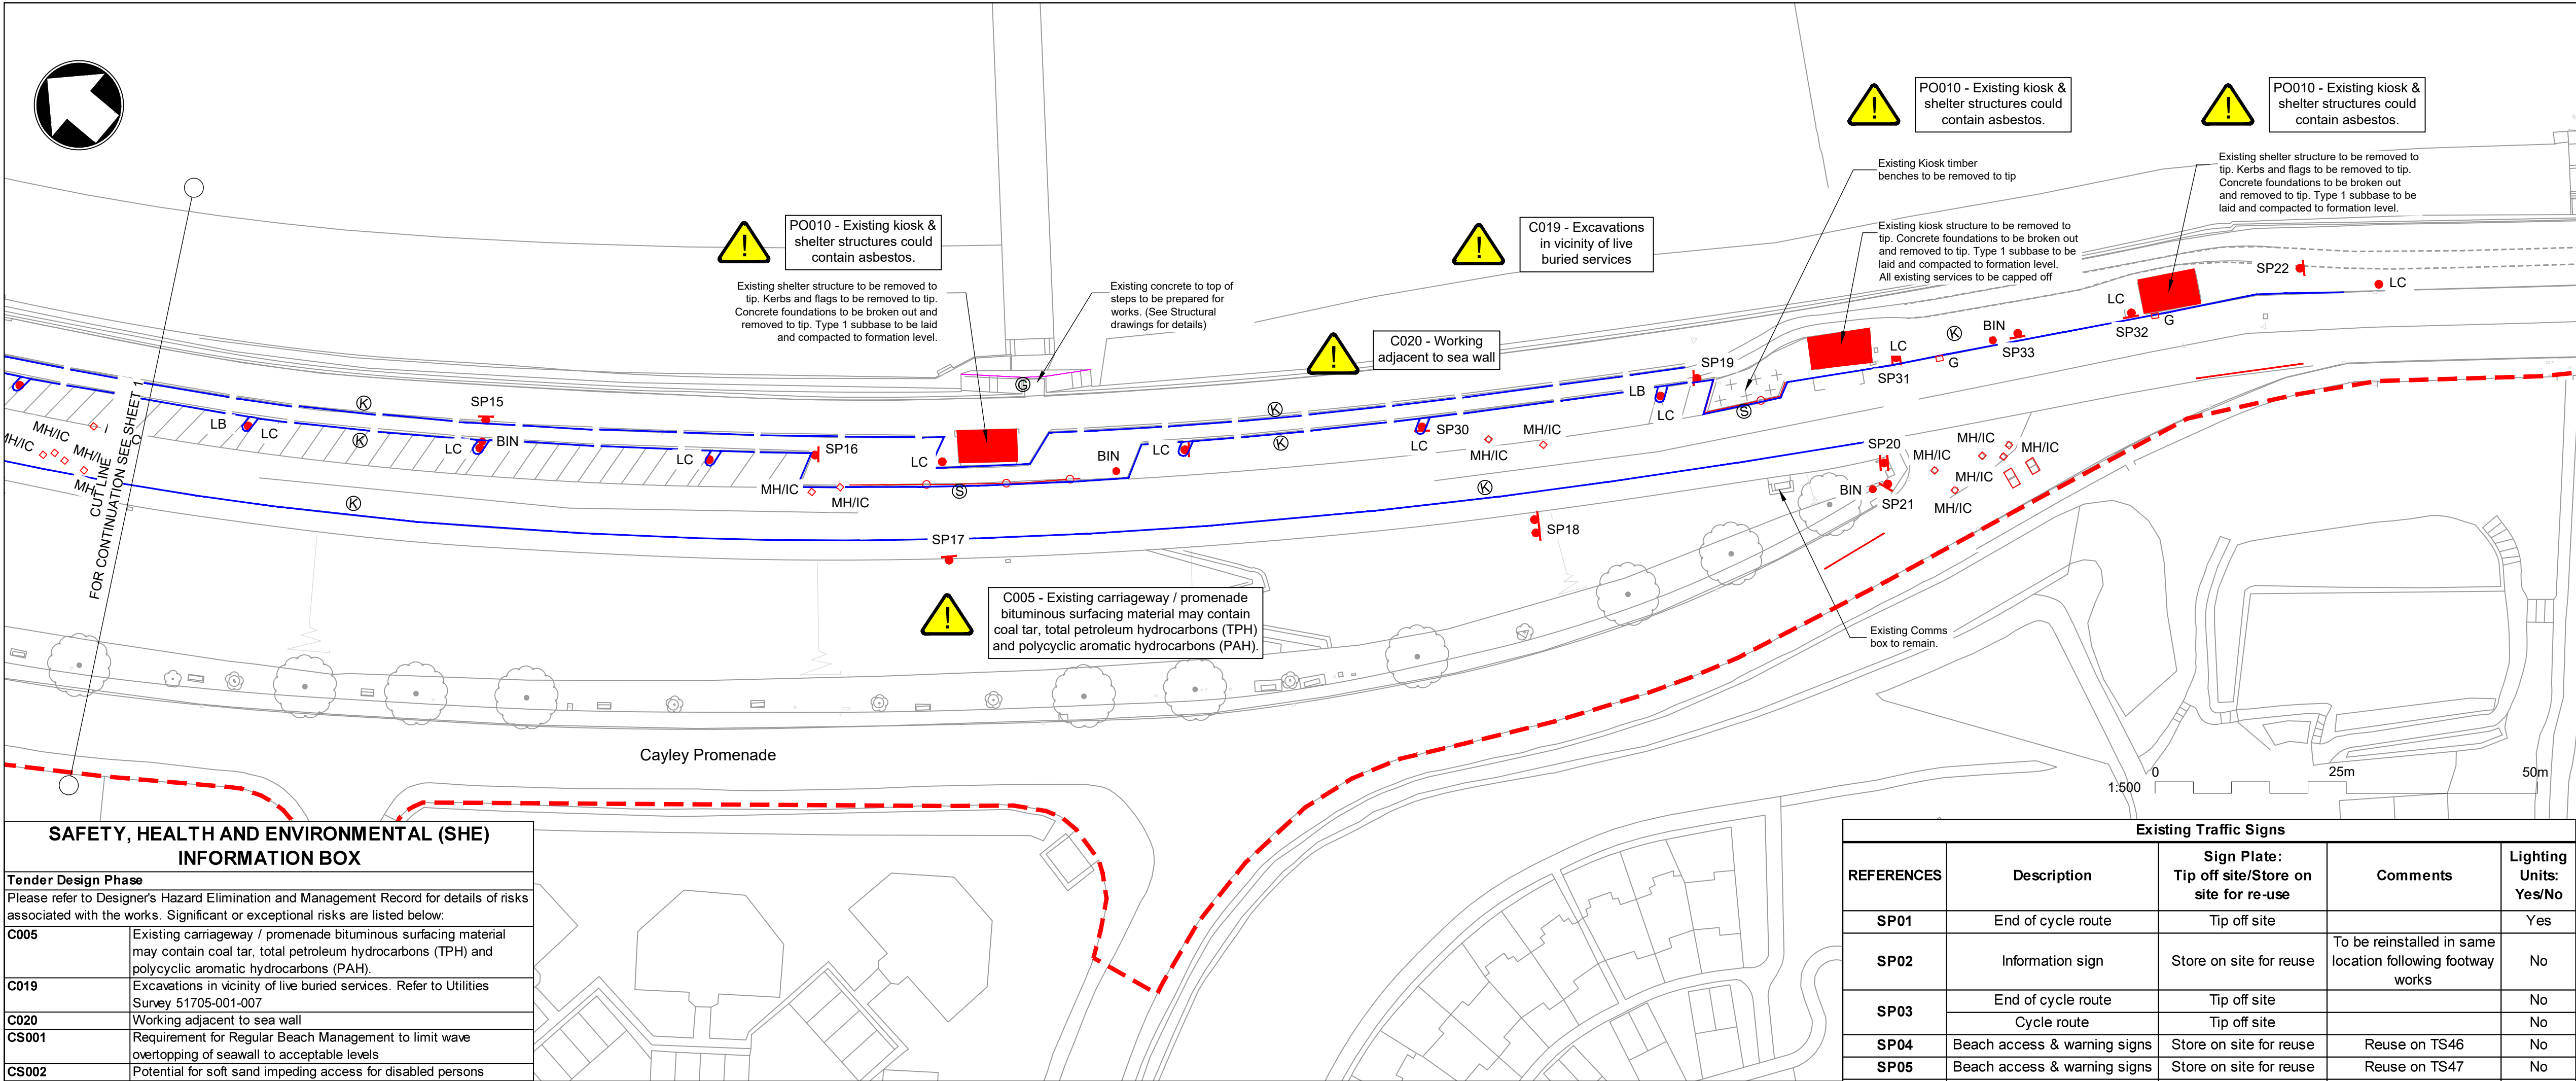 PO010 - Existing kiosk &
shelter structures could
contain asbestos.
PO010 - Existing kiosk &
shelter structures could
contain asbestos.
Existing Kiosk timber
benches to be removed to tip
Existing shelter structure to be removed to
tip. Kerbs and flags to be removed to tip.
Concrete foundations to be broken out
and removed to tip. Type 1 subbase to be
laid and compacted to formation level.
PO010 - Existing kiosk &
shelter structures could
contain asbestos.
C019 - Excavations
in vicinity of live
buried services
Existing kiosk structure to be removed to
tip. Concrete foundations to be broken out
and removed to tip. Type 1 subbase to be
laid and compacted to formation level.
All existing services to be capped off
Existing shelter structure to be removed to
tip. Kerbs and flags to be removed to tip.
Concrete foundations to be broken out and
removed to tip. Type 1 subbase to be laid
and compacted to formation level.
Existing concrete to top of
steps to be prepared for
works. (See Structural
drawings for details)
C020 - Working
adjacent to sea wall
SP22
LC
LC
G
SP32
BIN
SP33
K
LC
G
SP31
SP19
LB
LC
S
G
K
SP15
K
K
LB
LC
BIN
LC
LC
SP16
LC
BIN
LC
K
K
SP30
LC
MH/IC
MH/IC
MH/IC
MH/IC
MH/IC
MH/IC
S
MH/IC
MH/IC
K
K
SP20
MH/IC
MH/IC
MH/IC
MH/IC
BIN
SP21
SP17
SP18
CUT LINE
FOR CONTINUATION SEE SHEET 1
C005 - Existing carriageway / promenade
bituminous surfacing material may contain
coal tar, total petroleum hydrocarbons (TPH)
and polycyclic aromatic hydrocarbons (PAH).
Existing Comms
box to remain.
Cayley Promenade
1:500
0
25m
50m
SAFETY, HEALTH AND ENVIRONMENTAL (SHE)
INFORMATION BOX
Tender Design Phase
Please refer to Designer's Hazard Elimination and Management Record for details of risks
associated with the works. Significant or exceptional risks are listed below:
C005 Existing carriageway / promenade bituminous surfacing material
may contain coal tar, total petroleum hydrocarbons (TPH) and
polycyclic aromatic hydrocarbons (PAH).
C019 Excavations in vicinity of live buried services. Refer to Utilities
Survey 51705-001-007
C020 Working adjacent to sea wall
CS001 Requirement for Regular Beach Management to limit wave
overtopping of seawall to acceptable levels
CS002 Potential for soft sand impeding access for disabled persons
Existing Traffic Signs
REFERENCES Description Sign Plate: Tip off site/Store on site for re-use Comments Lighting Units: Yes/No
SP01 End of cycle route Tip off site Yes
SP02 Information sign Store on site for reuse To be reinstalled in same location following footway works No
SP03 End of cycle route Tip off site No
Cycle route Tip off site No
SP04 Beach access & warning signs Store on site for reuse Reuse on TS46 No
SP05 Beach access & warning signs Store on site for reuse Reuse on TS47 No